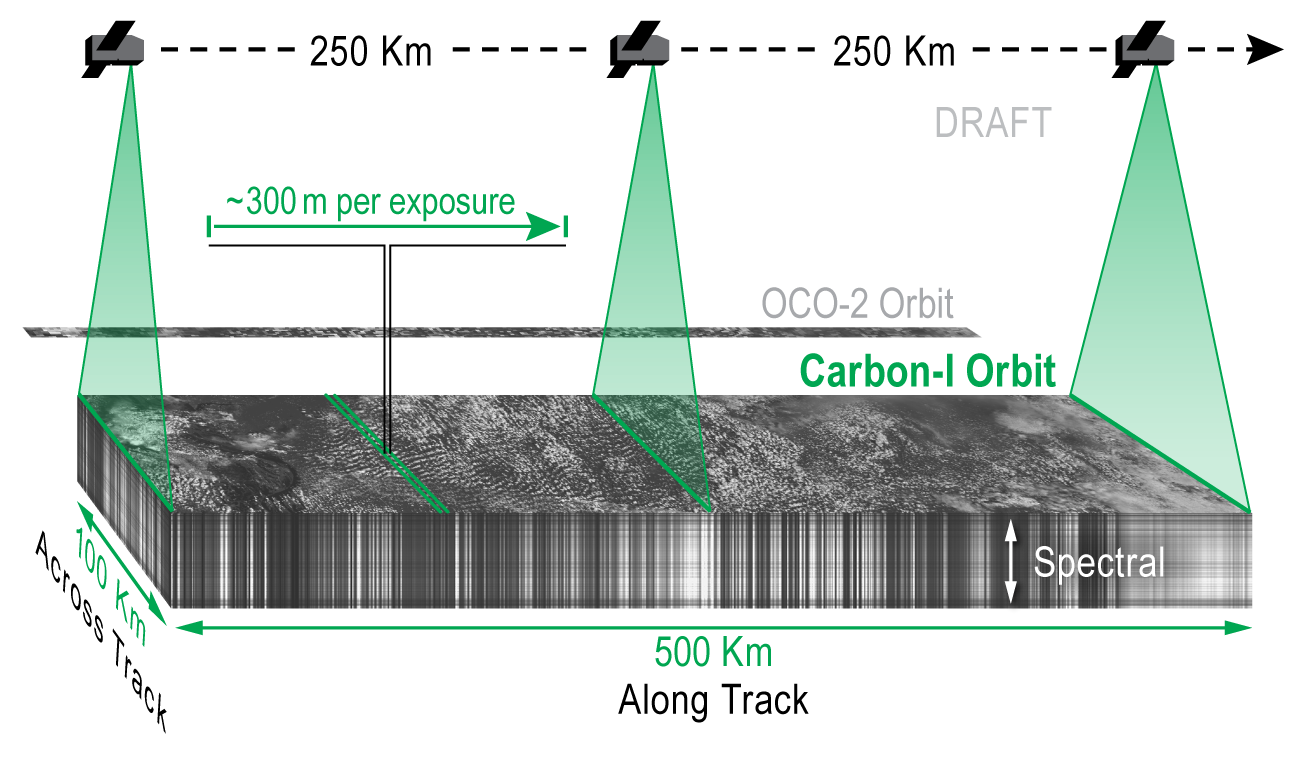 250 Km
250 Km
DRAFT
~300 m per exposure
OCO-2 Orbit
Carbon-I Orbit
Spectral
100 Km
Across Track
500 Km
Along Track